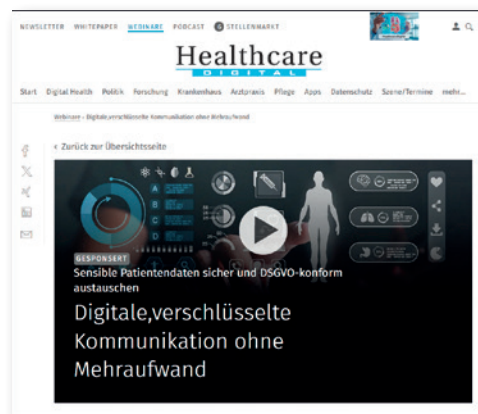 NEWSLETTER WHITEPAPER WEBINARE PODCAST STELLENMARKT
Healthcare
DIGITAL
Start Digital Health Politik Forschung Krankenhaus Arztpraxis Pflege Apps Datenschutz Szene/Termine mehr...
Webinare - Digitale,verschlüsselte Kommunikation ohne Mehraufwand
‹ Zurück zur Übersichtsseite
A
B
C
D
GESPONSERT
Sensible Patientendaten sicher und DSGVO-konform
austauschen
Digitale,verschlüsselte
Kommunikation ohne
Mehraufwand